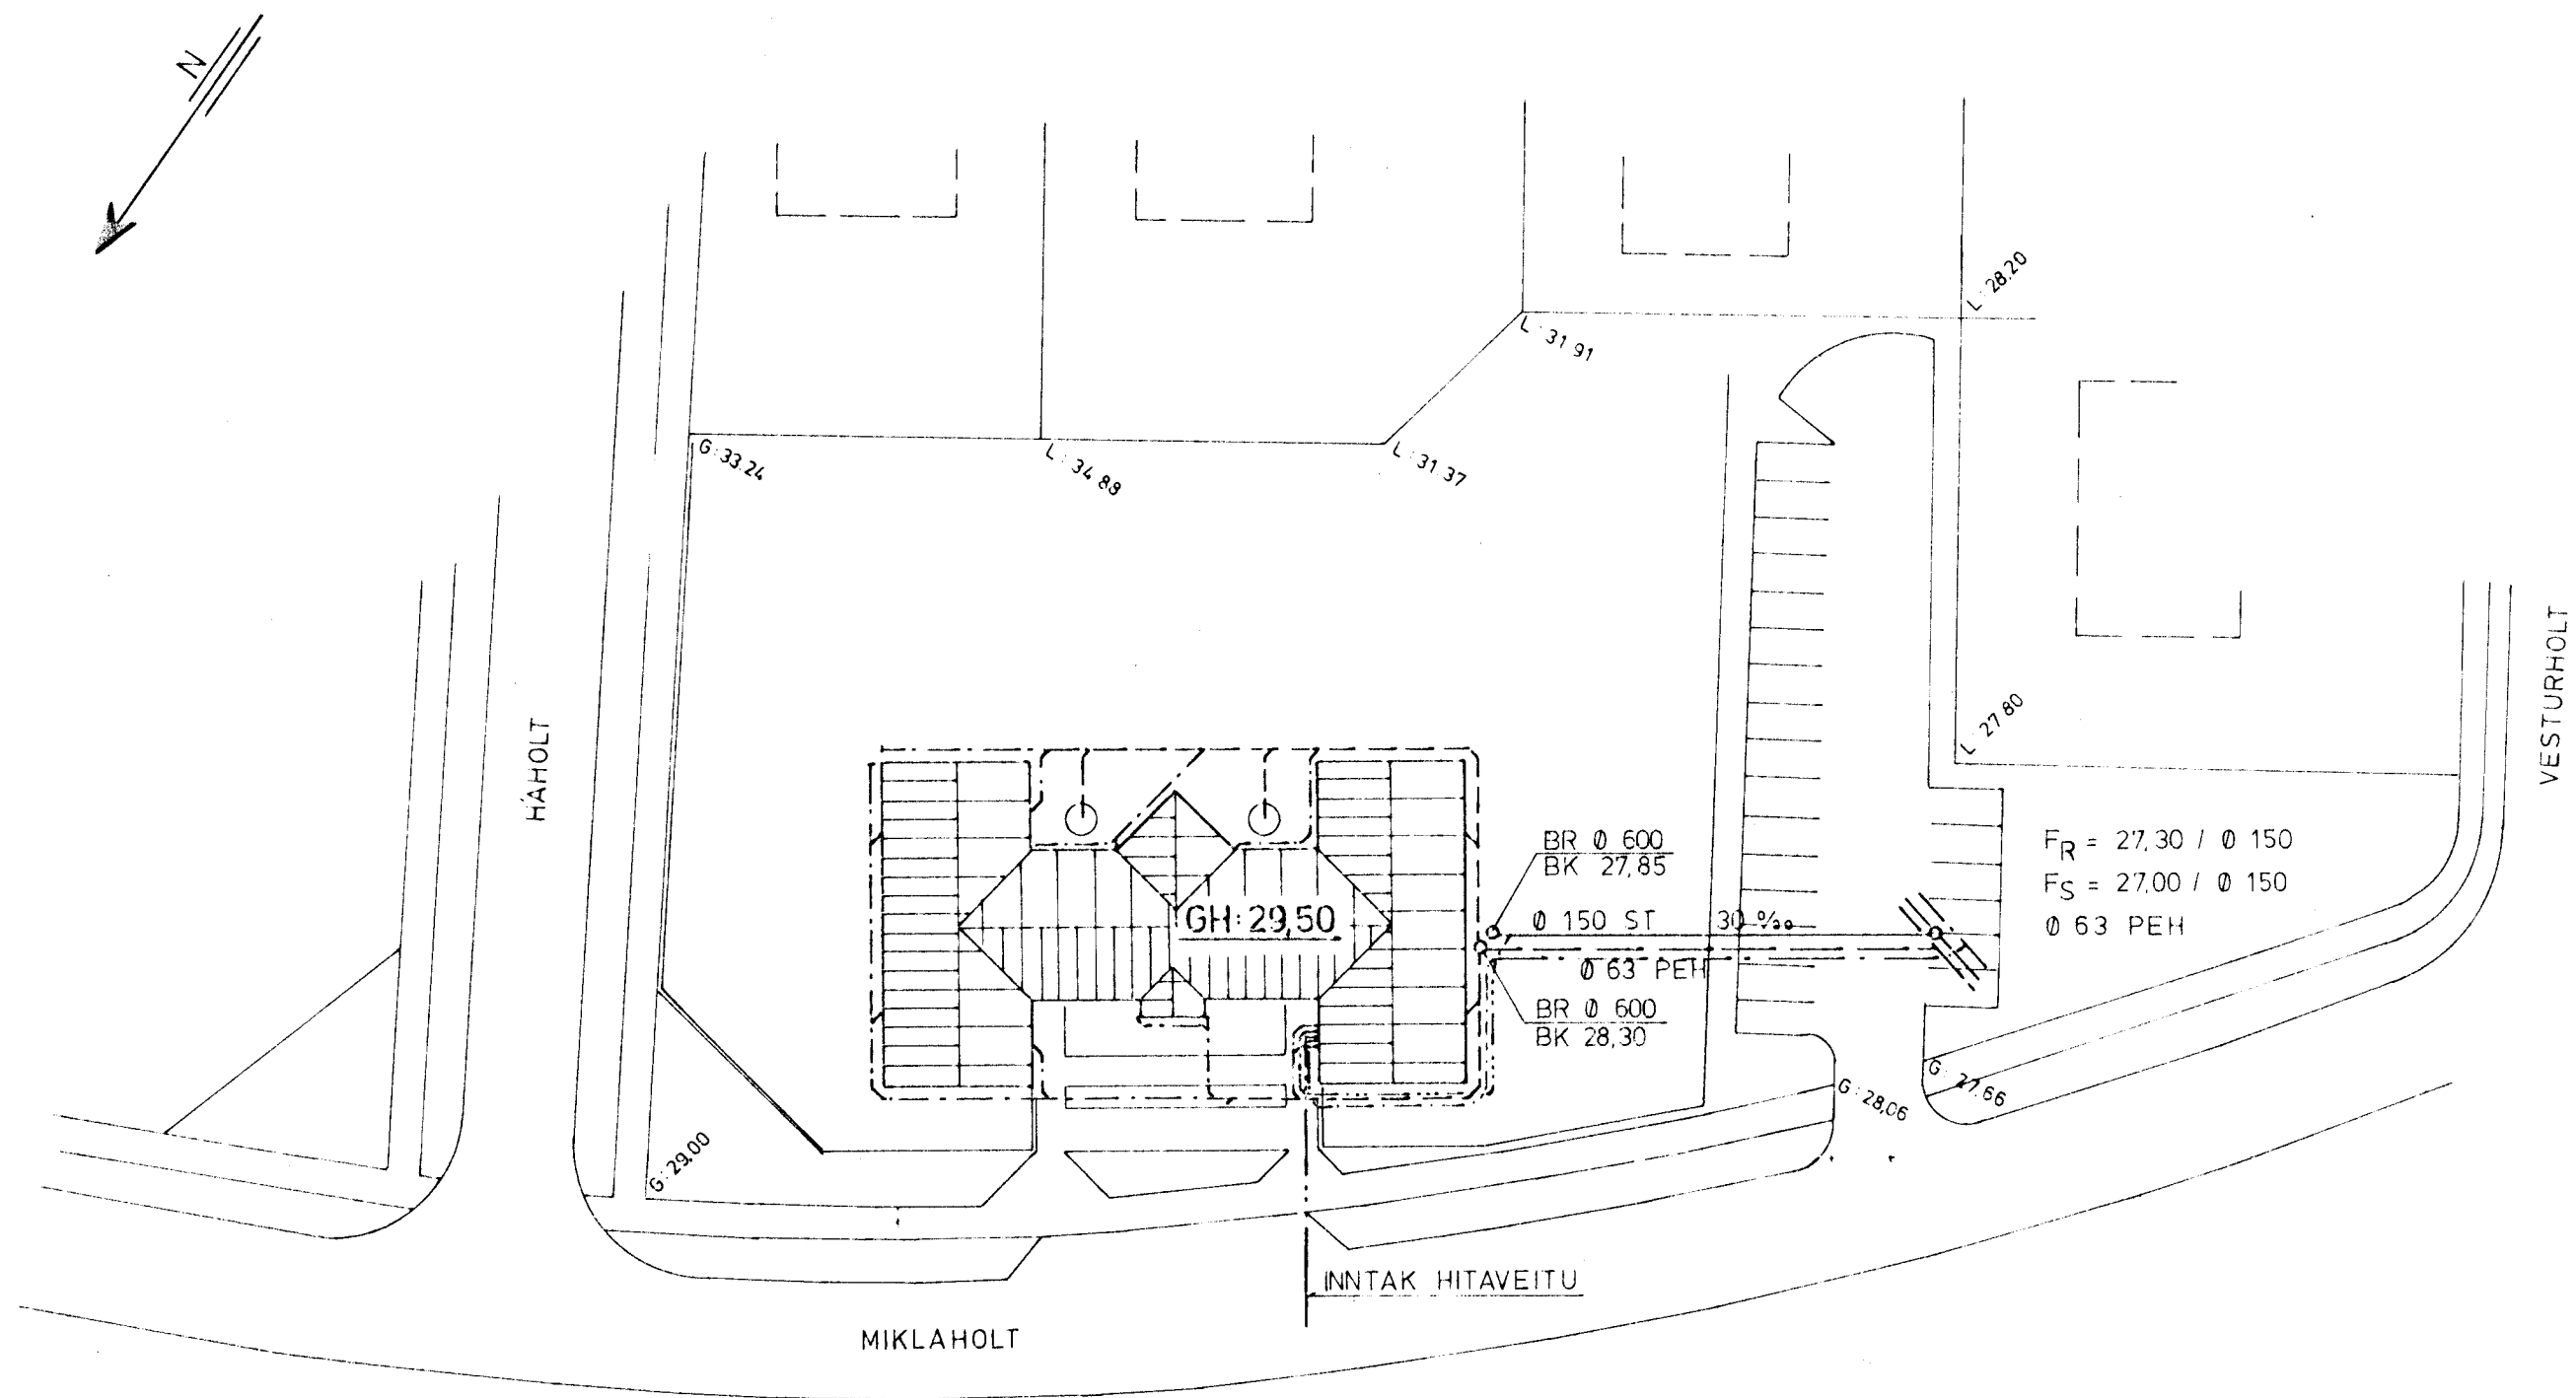 N
L : 28.20
L : 31.91
G : 33.24
L : 34.88
L : 31.37
HÁHOLT
VESTURHOLT
L : 27.80
BR Ø 600
BK 27,85
F_R = 27,30 / Ø 150
F_S = 27,00 / Ø 150
Ø 63 PEH
GH : 29,50
Ø 150 ST 30 ‰
Ø 63 PEH
BR Ø 600
BK 28,30
G : 27.66
G : 28,06
G : 29.00
INNTAK HITAVEITU
MIKLAHOLT